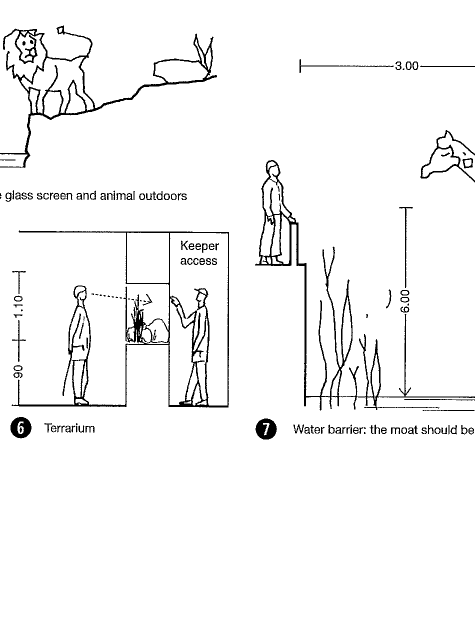 3.00
e glass screen and animal outdoors
Keeper
access
1.10
90
6.00
6 Terrarium
7 Water barrier: the moat should be